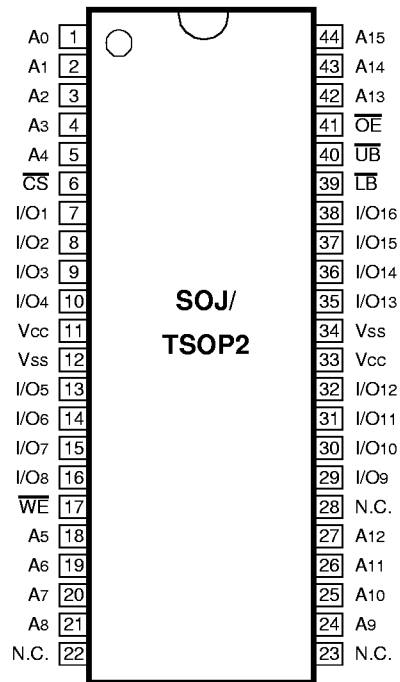 A0 1 44 A15
A1 2 43 A14
A2 3 42 A13
A3 4 41 OE
A4 5 40 UB
CS 6 39 LB
I/O1 7 38 I/O16
I/O2 8 37 I/O15
I/O3 9 36 I/O14
I/O4 10 35 I/O13
Vcc 11 34 Vss
Vss 12 33 Vcc
I/O5 13 32 I/O12
I/O6 14 31 I/O11
I/O7 15 30 I/O10
I/O8 16 29 I/O9
WE 17 28 N.C.
A5 18 27 A12
A6 19 26 A11
A7 20 25 A10
A8 21 24 A9
N.C. 22 23 N.C.
SOJ/
TSOP2